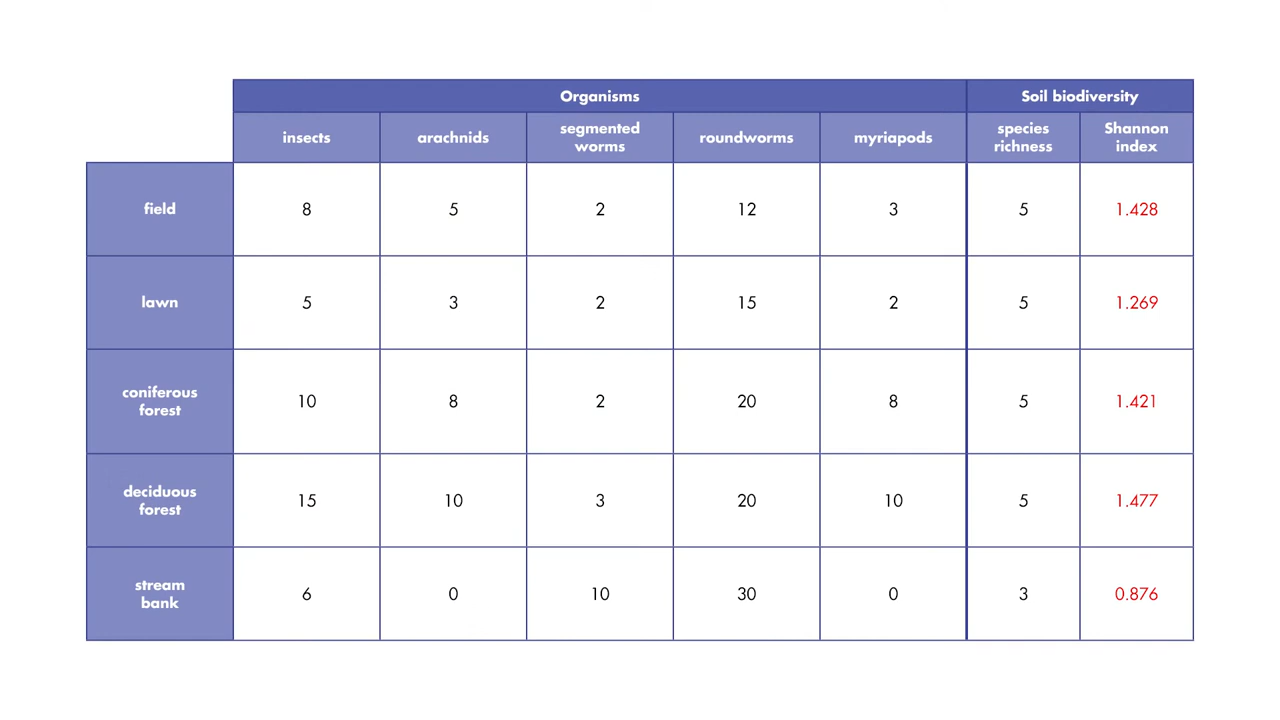 Organisms Soil biodiversity
insects arachnids segmented worms roundworms myriapods species richness Shannon index
field 8 5 2 12 3 5 1.428
lawn 5 3 2 15 2 5 1.269
coniferous forest 10 8 2 20 8 5 1.421
deciduous forest 15 10 3 20 10 5 1.477
stream bank 6 0 10 30 0 3 0.876